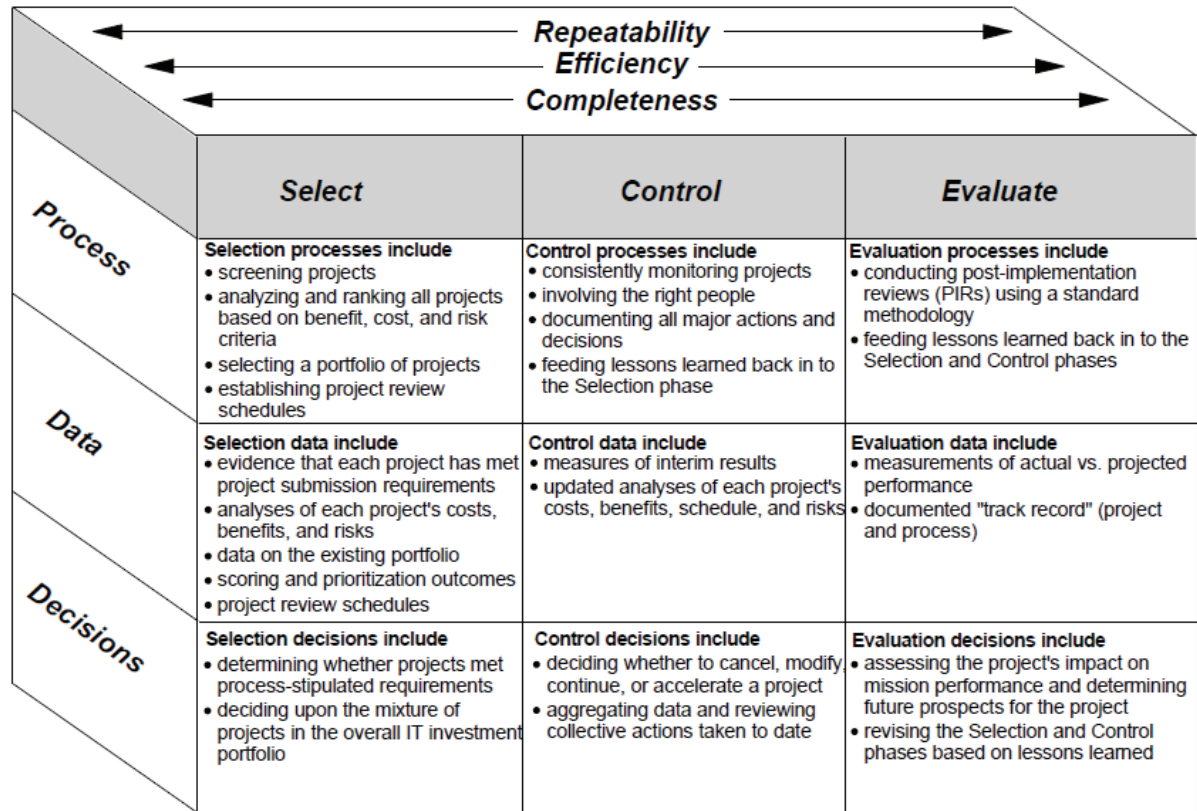 Repeatability
Efficiency
Completeness
Select
Control
Evaluate
Process
Selection processes include
• screening projects
• analyzing and ranking all projects
based on benefit, cost, and risk
criteria
• selecting a portfolio of projects
• establishing project review
schedules
Control processes include
• consistently monitoring projects
• involving the right people
• documenting all major actions and
decisions
• feeding lessons learned back in to
the Selection phase
Evaluation processes include
• conducting post-implementation
reviews (PIRs) using a standard
methodology
• feeding lessons learned back in to the
Selection and Control phases
Data
Selection data include
• evidence that each project has met
project submission requirements
• analyses of each project's costs,
benefits, and risks
• data on the existing portfolio
• scoring and prioritization outcomes
• project review schedules
Control data include
• measures of interim results
• updated analyses of each project's
costs, benefits, schedule, and risks
Evaluation data include
• measurements of actual vs. projected
performance
• documented "track record" (project
and process)
Decisions
Selection decisions include
• determining whether projects met
process-stipulated requirements
• deciding upon the mixture of
projects in the overall IT investment
portfolio
Control decisions include
• deciding whether to cancel, modify,
continue, or accelerate a project
• aggregating data and reviewing
collective actions taken to date
Evaluation decisions include
• assessing the project's impact on
mission performance and determining
future prospects for the project
• revising the Selection and Control
phases based on lessons learned